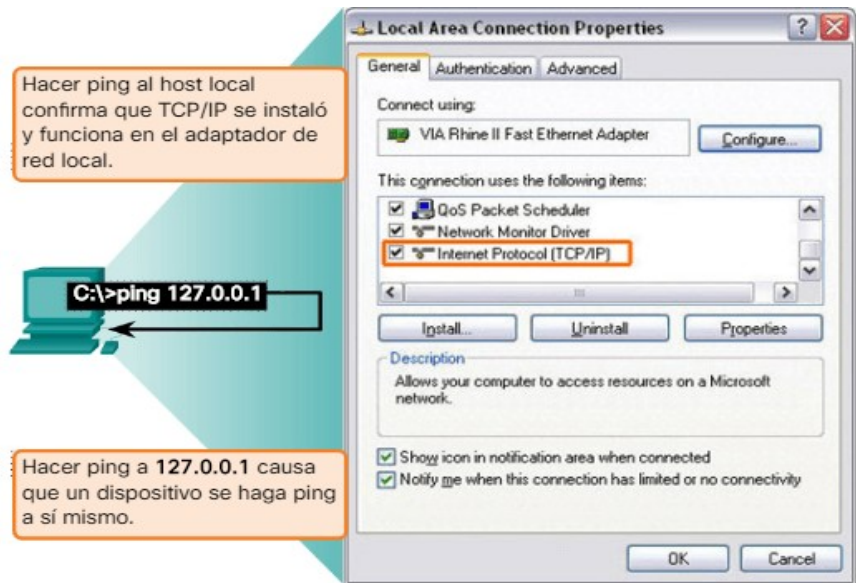 Hacer ping al host local
confirma que TCP/IP se instaló
y funciona en el adaptador de
red local.
C:\>ping 127.0.0.1
Hacer ping a 127.0.0.1 causa
que un dispositivo se haga ping
a sí mismo.
Local Area Connection Properties
General Authentication Advanced
Connect using:
VIA Rhine II Fast Ethernet Adapter Configure...
This connection uses the following items:
QoS Packet Scheduler
Network Monitor Driver
Internet Protocol (TCP/IP)
Install... Uninstall Properties
Description
Allows your computer to access resources on a Microsoft
network.
Show icon in notification area when connected
Notify me when this connection has limited or no connectivity
OK Cancel